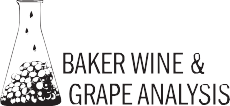 BAKER WINE &
GRAPE ANALYSIS